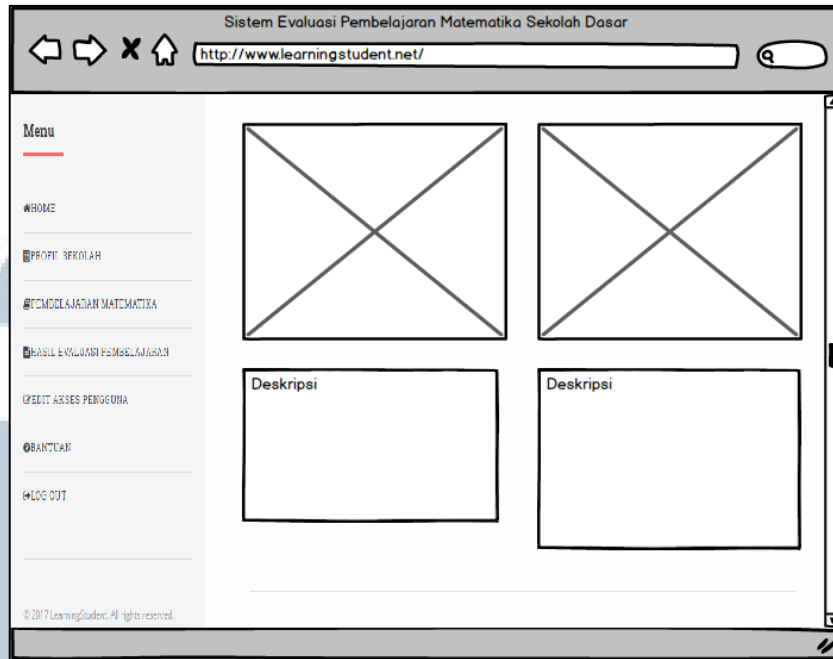 Sistem Evaluasi Pembelajaran Matematika Sekolah Dasar
http://www.learningstudent.net/
Menu
HOME
PROFIL SEKOLAH
PEMBELAJARAN MATEMATIKA
HASIL EVALUASI PEMBELAJARAN
EDIT AKSES PENGGUNA
BANTUAN
LOG OUT
Deskripsi
Deskripsi
© 2017 LearningStudent. All rights reserved.